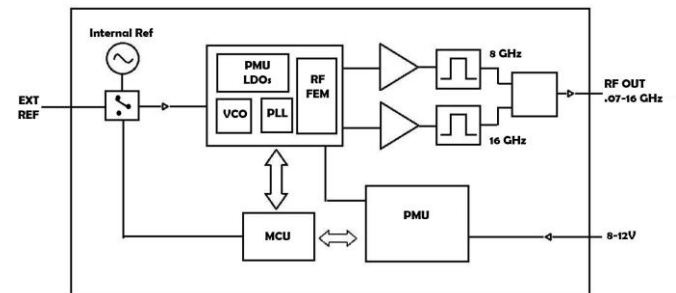 Internal Ref
EXT
REF
PMU
LDOs
RF
FEM
VCO
PLL
8 GHz
16 GHz
RF OUT
.07-16 GHz
MCU
PMU
8-12V